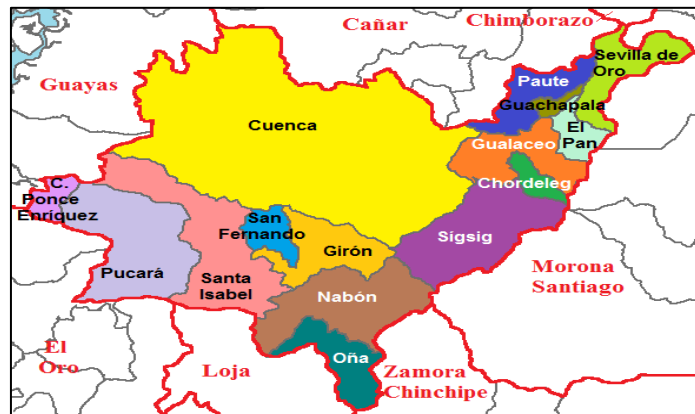 Chimborazo
Cañar
Sevilla de
Oro
Guayas
Paute
Guachapala
Cuenca
El
Pan
Gualaceo
Chordeleg
C.
Ponce
Enríquez
San
Fernando
Girón
Sígsig
Pucará
Santa
Isabel
Morona
Santiago
Nabón
El
Oro
Loja
Oña
Zamora
Chinchipe